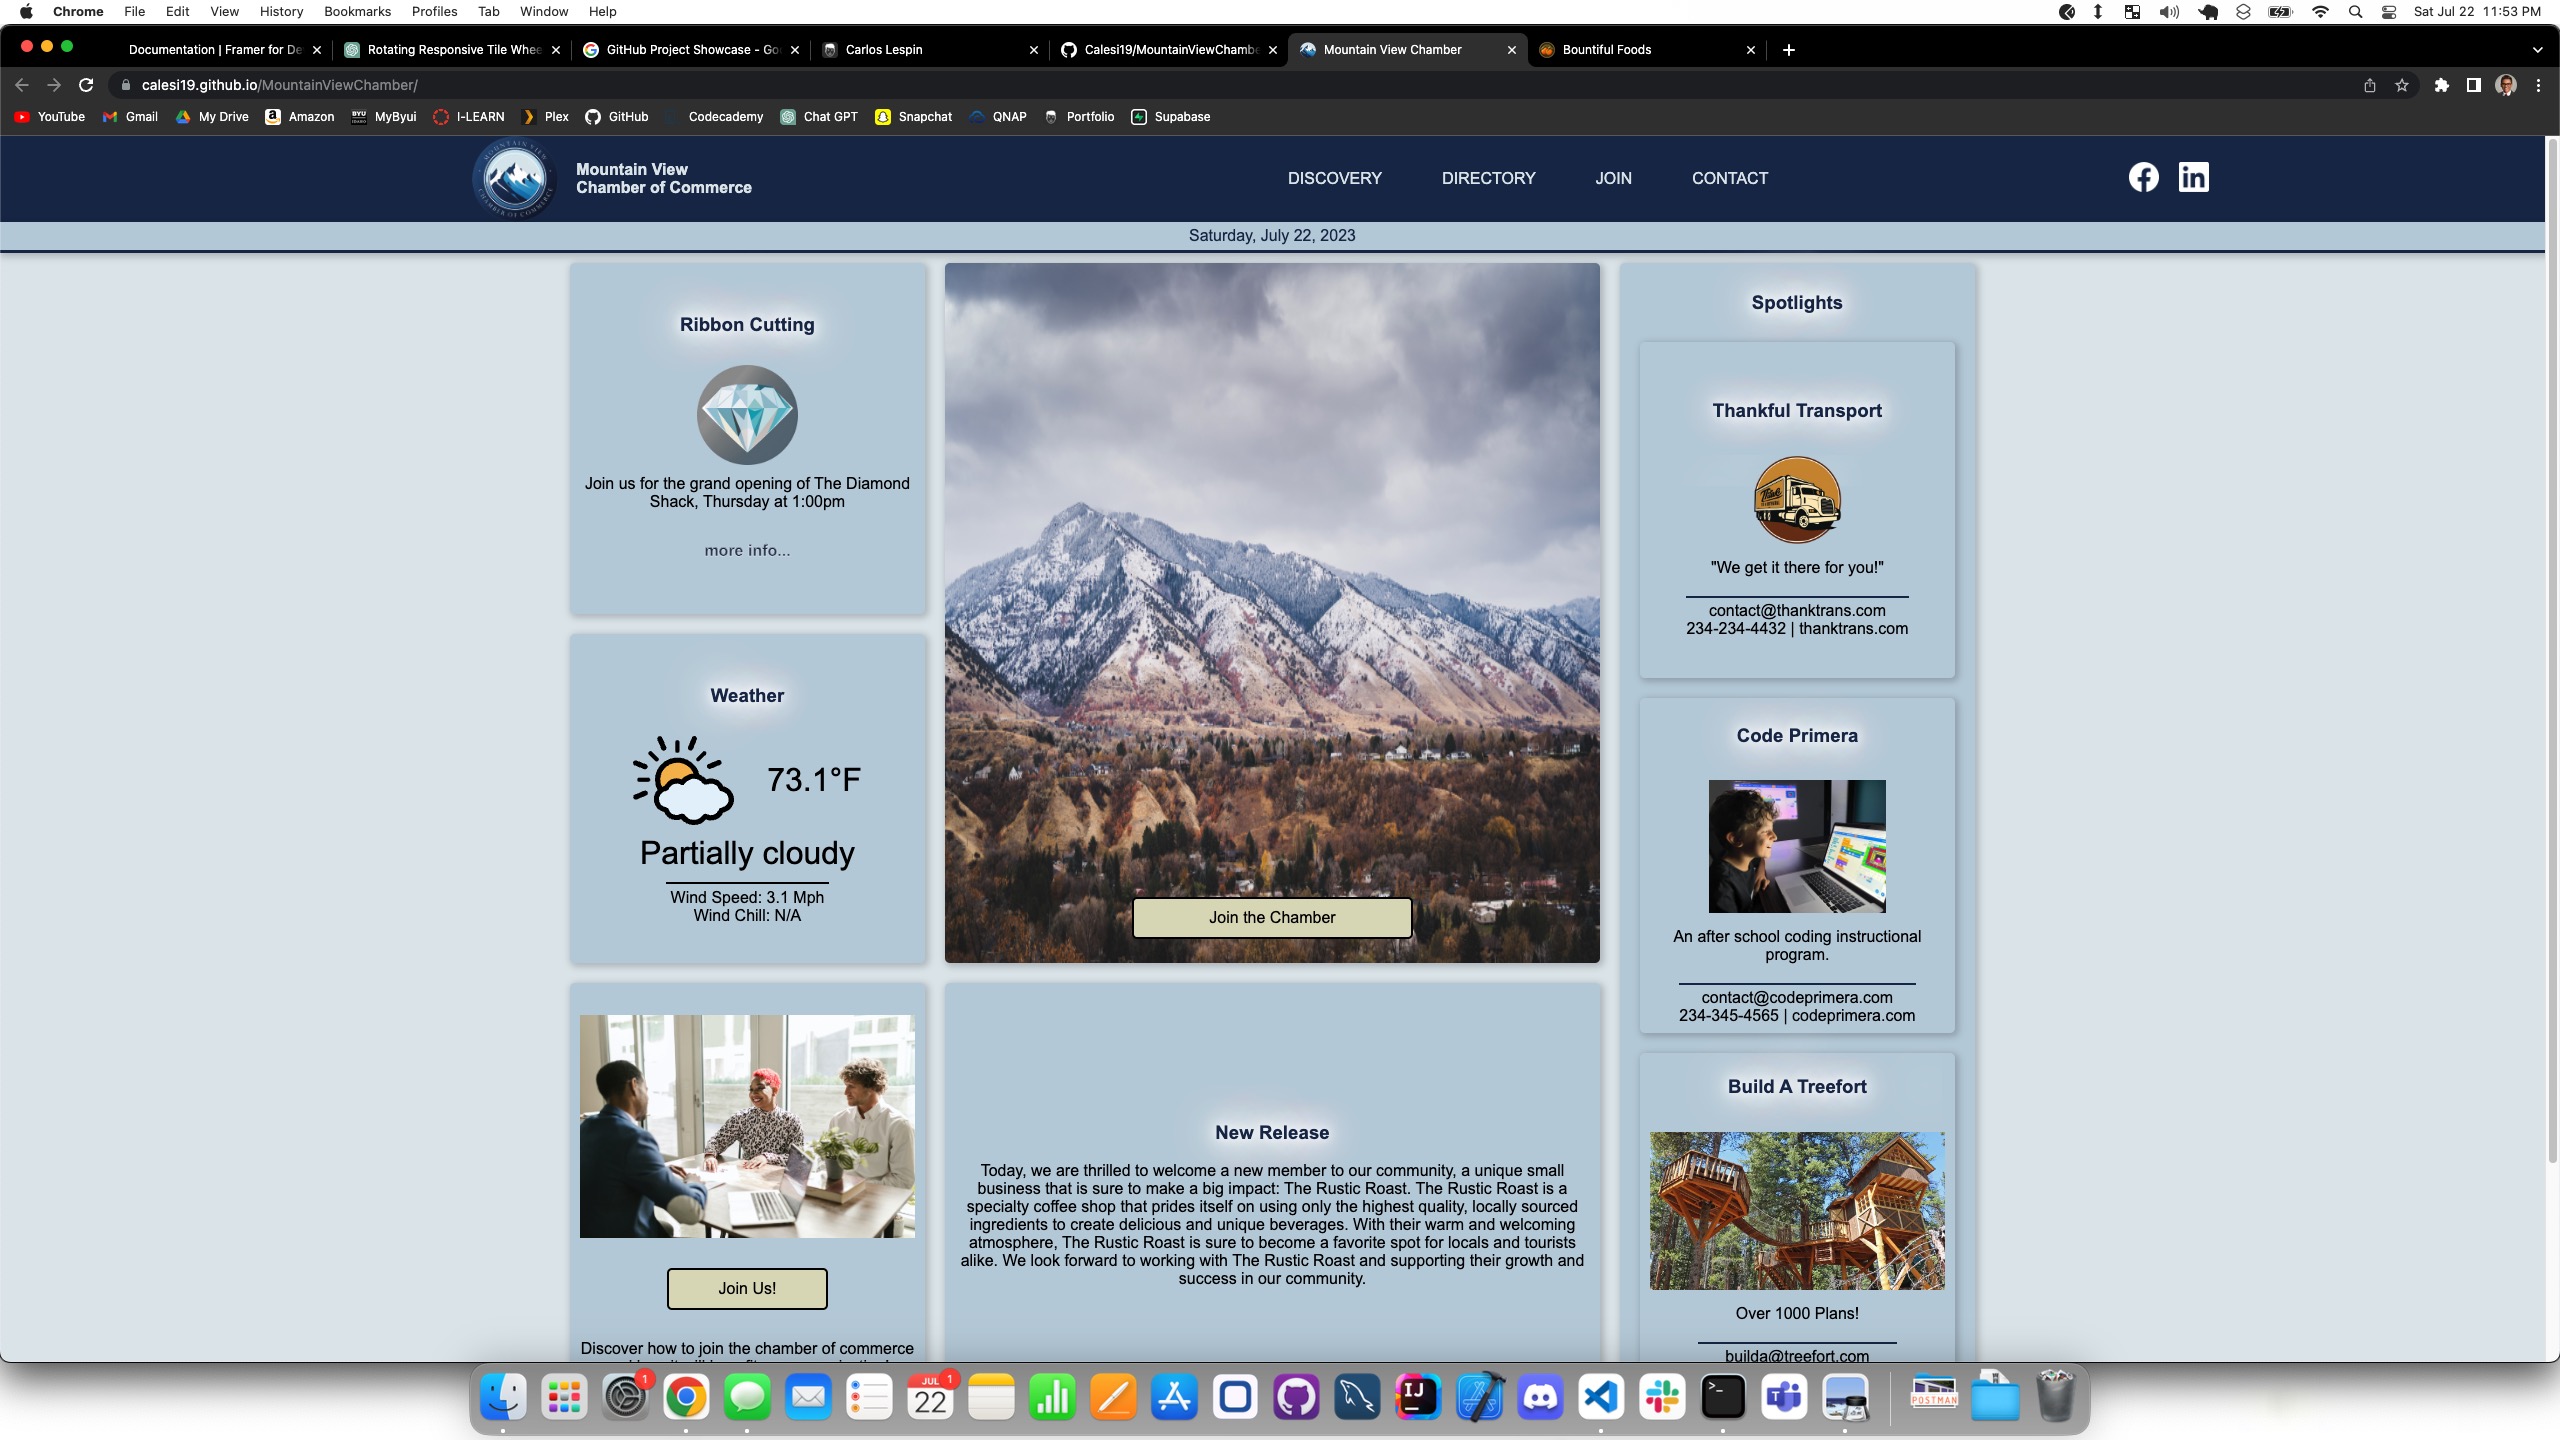 Chrome File Edit View History Bookmarks Profiles Tab Window Help
Sat Jul 22 11:53 PM
Documentation | Framer for De
Rotating Responsive Tile Whee
GitHub Project Showcase - Go
Carlos Lespin
Calesi19/MountainViewChambe
Mountain View Chamber
Bountiful Foods
calesi19.github.io/MountainViewChamber/
YouTube Gmail My Drive Amazon MyByui I-LEARN Plex GitHub Codecademy Chat GPT Snapchat QNAP Portfolio Supabase
MOUNTAIN VIEW
CHAMBER OF COMMERCE
Mountain View
Chamber of Commerce
DISCOVERY DIRECTORY JOIN CONTACT
Saturday, July 22, 2023
Ribbon Cutting
Join us for the grand opening of The Diamond
Shack, Thursday at 1:00pm
more info...
Weather
73.1°F
Partially cloudy
Wind Speed: 3.1 Mph
Wind Chill: N/A
Join Us!
Discover how to join the chamber of commerce
Join the Chamber
New Release
Today, we are thrilled to welcome a new member to our community, a unique small
business that is sure to make a big impact: The Rustic Roast. The Rustic Roast is a
specialty coffee shop that prides itself on using only the highest quality, locally sourced
ingredients to create delicious and unique beverages. With their warm and welcoming
atmosphere, The Rustic Roast is sure to become a favorite spot for locals and tourists
alike. We look forward to working with The Rustic Roast and supporting their growth and
success in our community.
Spotlights
Thankful Transport
"We get it there for you!"
contact@thanktrans.com
234-234-4432 | thanktrans.com
Code Primera
An after school coding instructional
program.
contact@codeprimera.com
234-345-4565 | codeprimera.com
Build A Treefort
Over 1000 Plans!
builda@treefort.com
1
JUL
22
1
IJ
POSTMAN